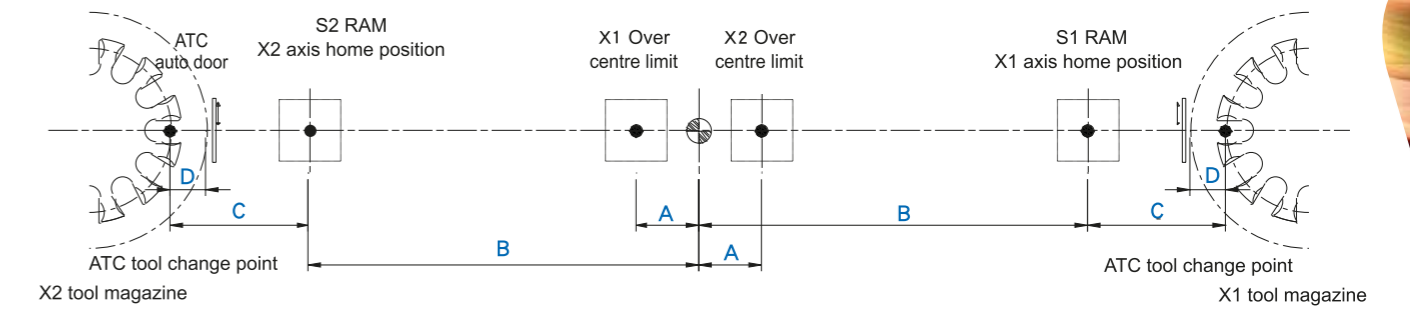 S2 RAM
X2 axis home position
ATC
auto door
X1 Over
centre limit
X2 Over
centre limit
S1 RAM
X1 axis home position
D
C
B
A
A
B
C
D
ATC tool change point
X2 tool magazine
ATC tool change point
X1 tool magazine